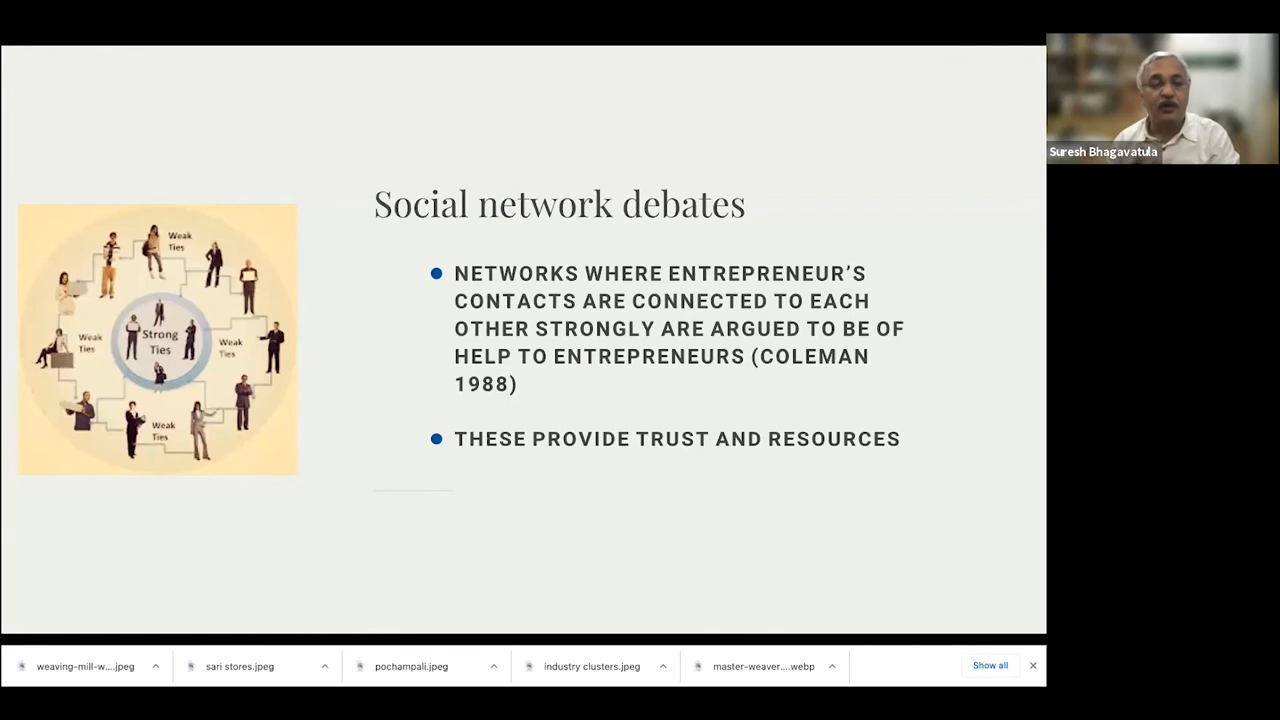 Social network debates
NETWORKS WHERE ENTREPRENEUR’S
CONTACTS ARE CONNECTED TO EACH
OTHER STRONGLY ARE ARGUED TO BE OF
HELP TO ENTREPRENEURS (COLEMAN
1988)
THESE PROVIDE TRUST AND RESOURCES
Weak
Ties
Strong
Ties
Weak
Ties
Weak
Ties
Weak
Ties
Suresh Bhagavatula
weaving-mill-w....jpeg
sari stores.jpeg
pochampali.jpeg
industry clusters.jpeg
master-weaver....webp
Show all